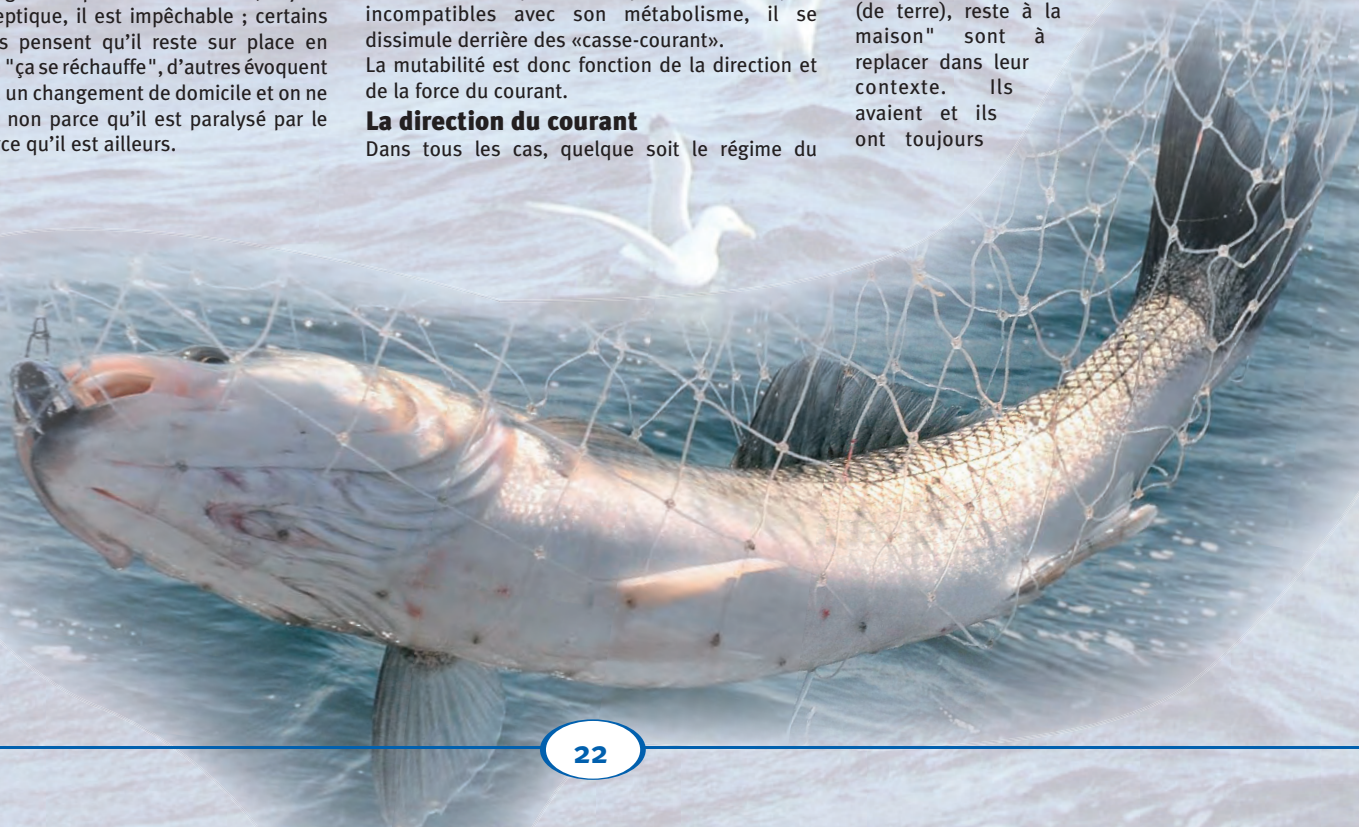 eptique, il est impêchable ; certains
s pensent qu'il reste sur place en
"ça se réchauffe", d'autres évoquent
un changement de domicile et on ne
non parce qu'il est paralysé par le
ce qu'il est ailleurs.
incompatibles avec son métabolisme, il se
dissimule derrière des «casse-courant».
La mutabilité est donc fonction de la direction et
de la force du courant.
La direction du courant
Dans tous les cas, quelque soit le régime du
(de terre), reste à la
maison" sont à
replacer dans leur
contexte. Ils
avaient et ils
ont toujours
22